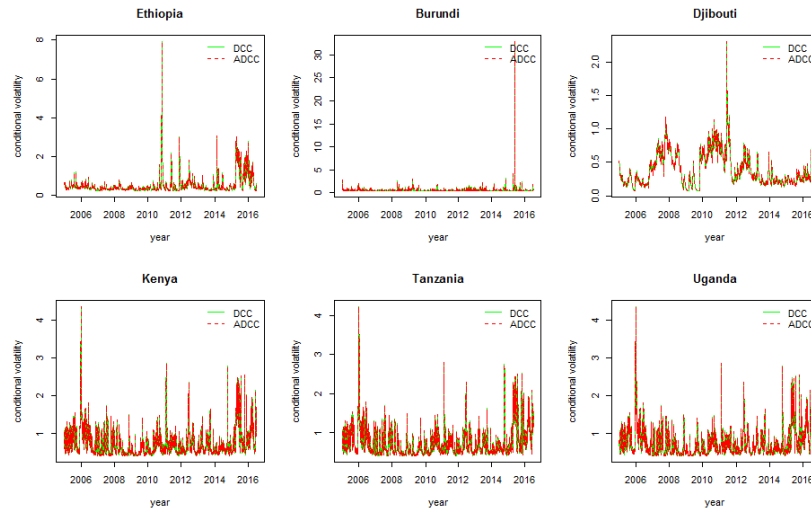 Ethiopia
conditional volatility
0 2 4 6 8
DCC
ADCC
2006 2008 2010 2012 2014 2016
year
Burundi
conditional volatility
0 5 10 15 20 25 30
DCC
ADCC
2006 2008 2010 2012 2014 2016
year
Djibouti
conditional volatility
0.0 0.5 1.0 1.5 2.0
DCC
ADCC
2006 2008 2010 2012 2014 2016
year
Kenya
conditional volatility
1 2 3 4
DCC
ADCC
2006 2008 2010 2012 2014 2016
year
Tanzania
conditional volatility
1 2 3 4
DCC
ADCC
2006 2008 2010 2012 2014 2016
year
Uganda
conditional volatility
1 2 3 4
DCC
ADCC
2006 2008 2010 2012 2014 2016
year